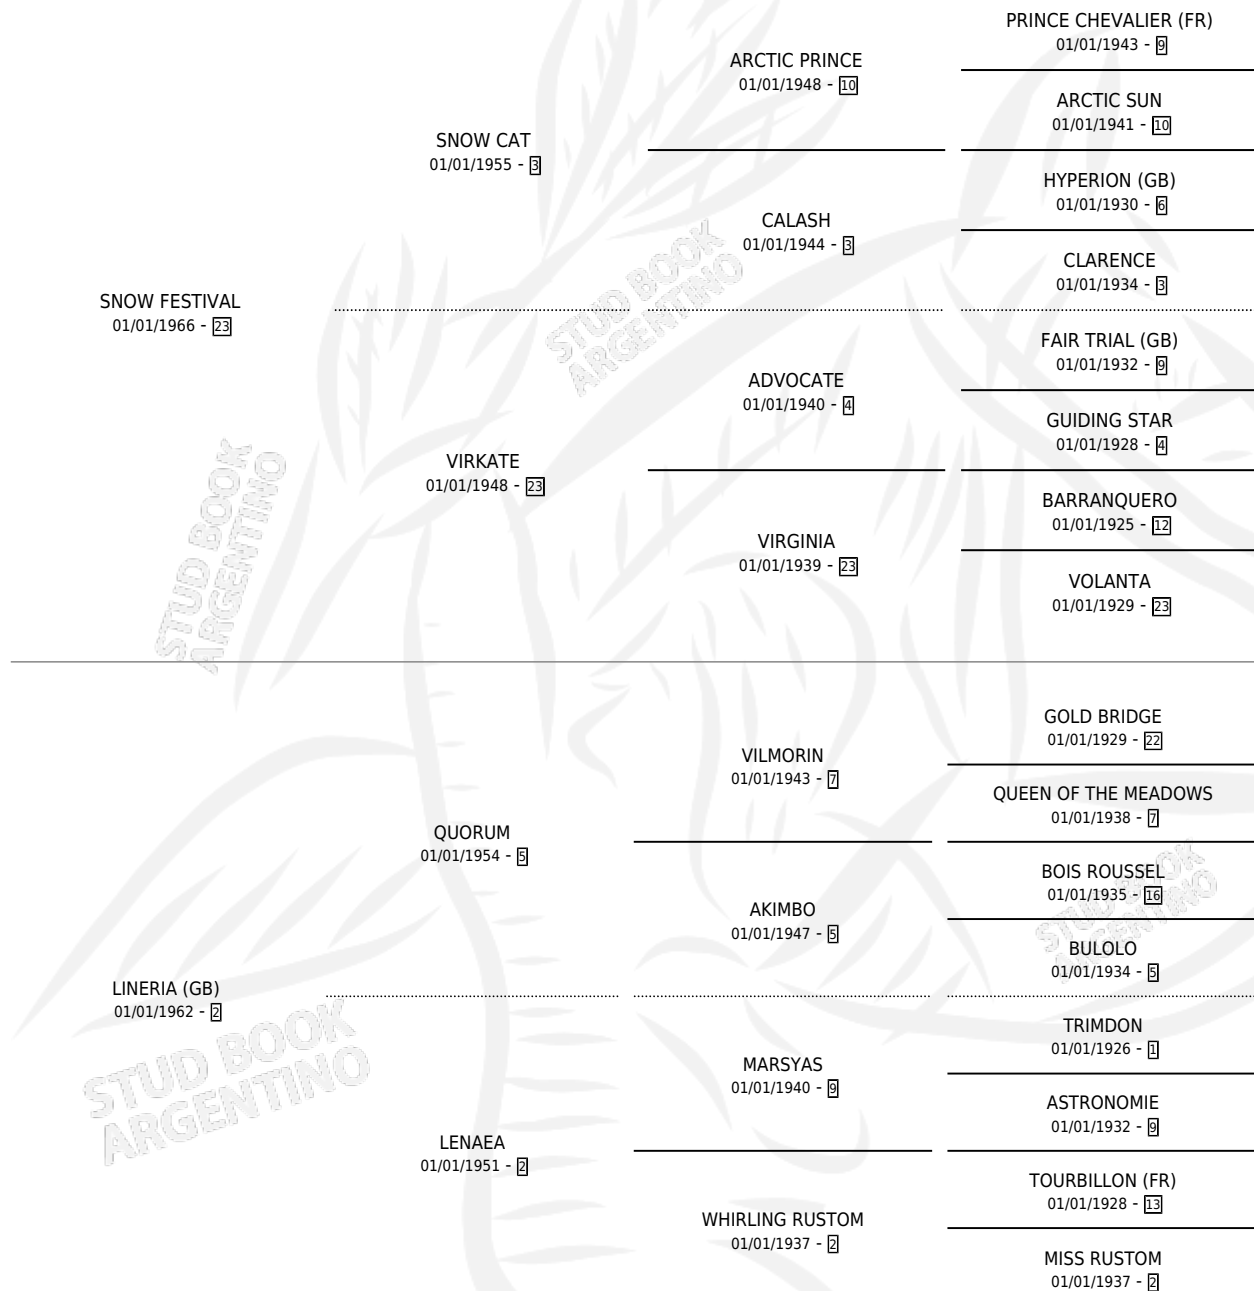 PRINCE CHEVALIER (FR)
01/01/1943 - 9
ARCTIC PRINCE
01/01/1948 - 10
ARCTIC SUN
01/01/1941 - 10
SNOW CAT
01/01/1955 - 3
HYPERION (GB)
01/01/1930 - 6
CALASH
01/01/1944 - 3
CLARENCE
01/01/1934 - 3
SNOW FESTIVAL
01/01/1966 - 23
FAIR TRIAL (GB)
01/01/1932 - 9
ADVOCATE
01/01/1940 - 4
GUIDING STAR
01/01/1928 - 4
VIRKATE
01/01/1948 - 23
BARRANQUERO
01/01/1925 - 12
VIRGINIA
01/01/1939 - 23
VOLANTA
01/01/1929 - 23
GOLD BRIDGE
01/01/1929 - 22
VILMORIN
01/01/1943 - 7
QUEEN OF THE MEADOWS
01/01/1938 - 7
QUORUM
01/01/1954 - 5
BOIS ROUSSEL
01/01/1935 - 16
AKIMBO
01/01/1947 - 5
BULOLO
01/01/1934 - 5
LINERIA (GB)
01/01/1962 - 2
TRIMDON
01/01/1926 - 1
MARSYAS
01/01/1940 - 9
ASTRONOMIE
01/01/1932 - 9
LENAEA
01/01/1951 - 2
TOURBILLON (FR)
01/01/1928 - 13
WHIRLING RUSTOM
01/01/1937 - 2
MISS RUSTOM
01/01/1937 - 2
STUD BOOK
ARGENTINO
STUD BOOK
ARGENTINO
STUD BOOK
ARGENTINO
STUD BOOK
ARGENTINO